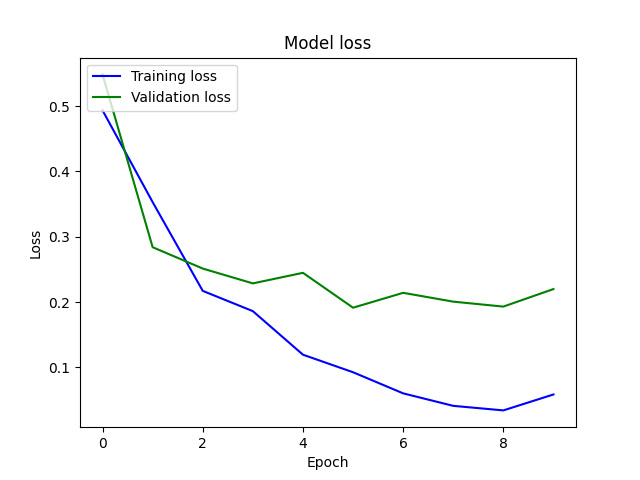 Model loss
Training loss
Validation loss
0.5
0.4
0.3
0.2
0.1
Loss
0 2 4 6 8
Epoch